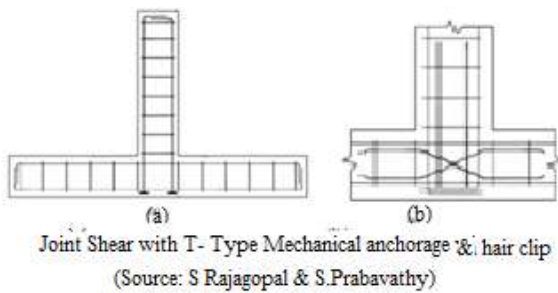 (a) (b)
Joint Shear with T- Type Mechanical anchorage & hair clip
(Source: S Rajagopal & S.Prabavathy)